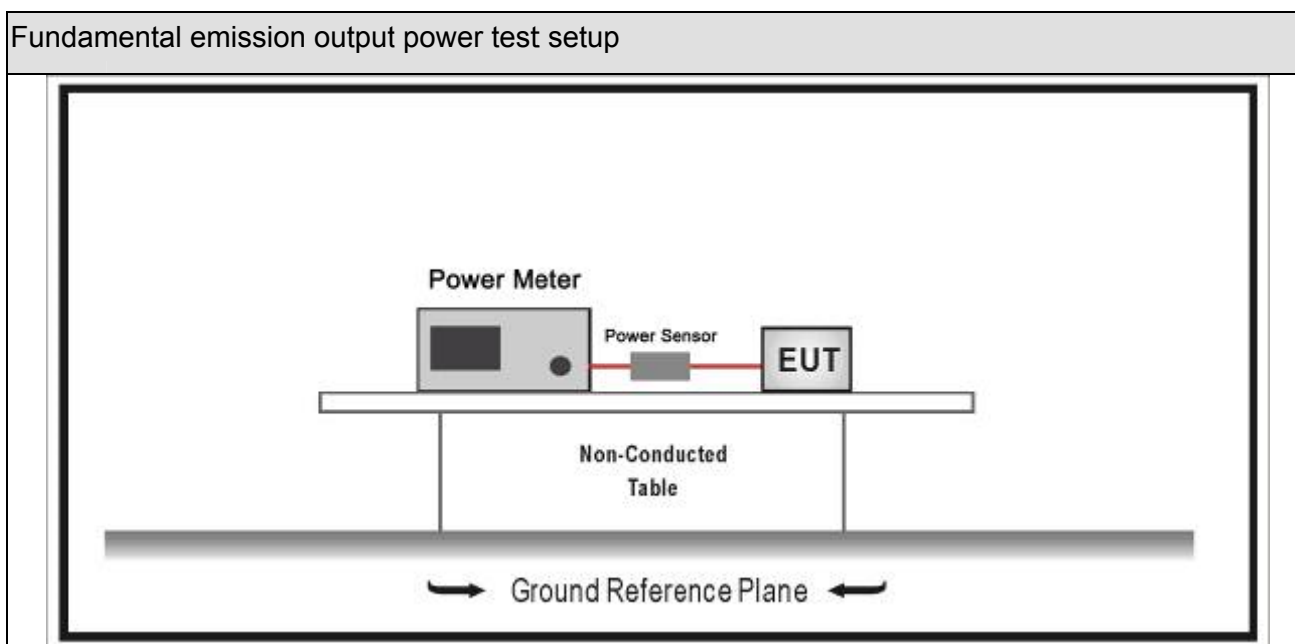 Fundamental emission output power test setup
Power Meter
Power Sensor
EUT
Non-Conducted
Table
Ground Reference Plane